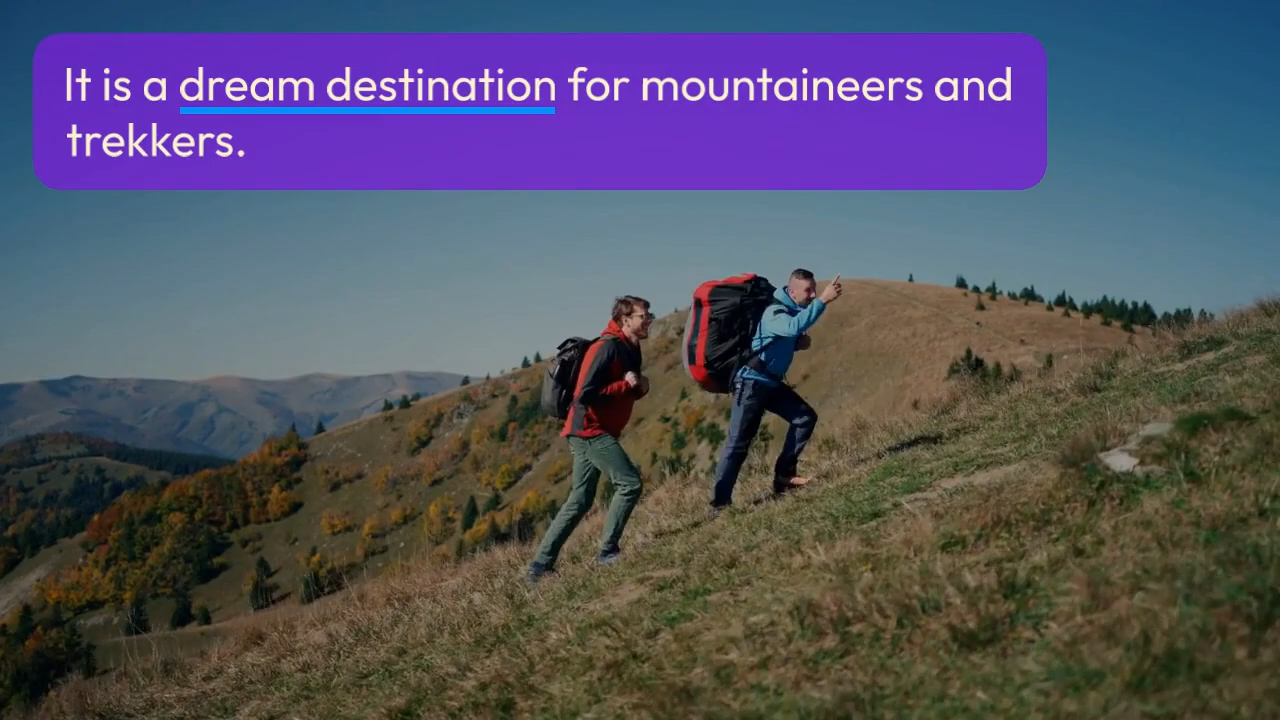 It is a dream destination for mountaineers and
trekkers.